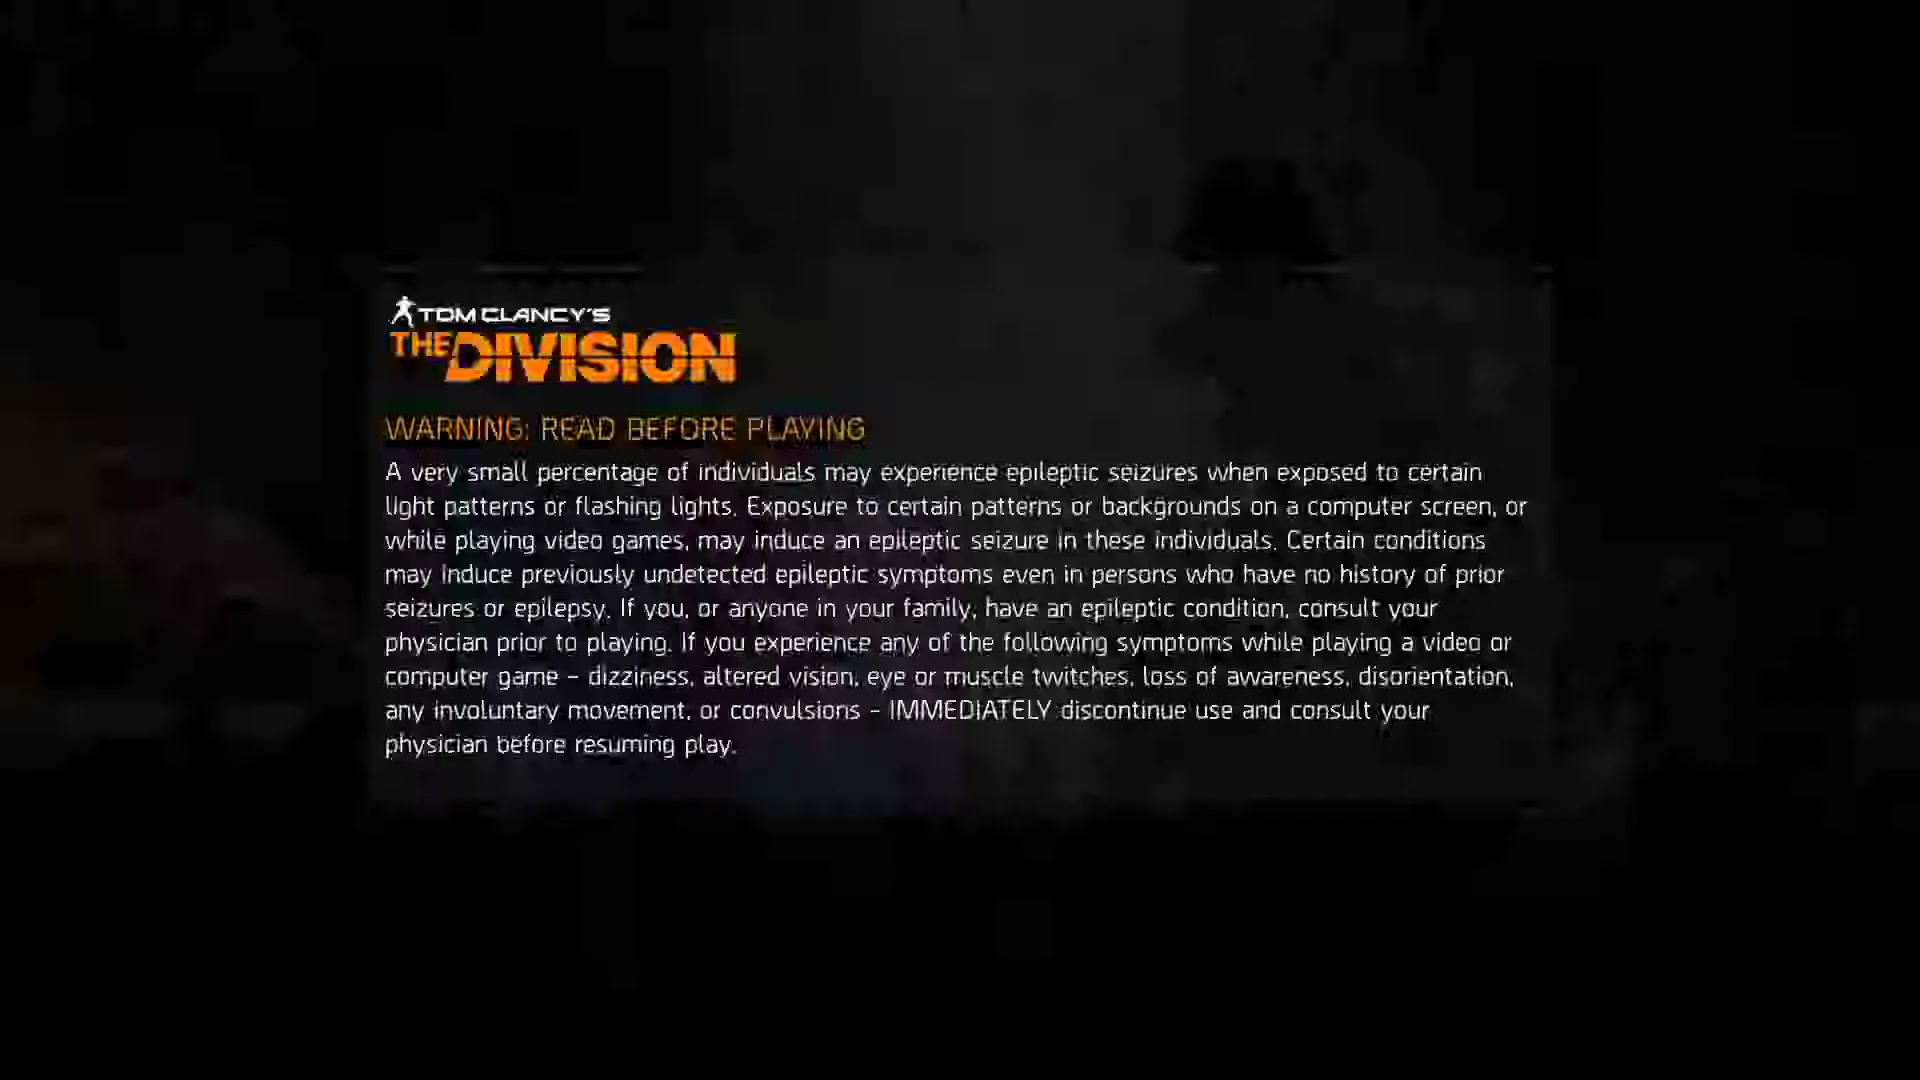 TOM CLANCY'S
THE DIVISION
WARNING: READ BEFORE PLAYING
A very small percentage of individuals may experience epileptic seizures when exposed to certain
light patterns or flashing lights. Exposure to certain patterns or backgrounds on a computer screen, or
while playing video games, may induce an epileptic seizure in these individuals. Certain conditions
may induce previously undetected epileptic symptoms even in persons who have no history of prior
seizures or epilepsy. If you, or anyone in your family, have an epileptic condition, consult your
physician prior to playing. If you experience any of the following symptoms while playing a video or
computer game – dizziness, altered vision, eye or muscle twitches, loss of awareness, disorientation,
any involuntary movement, or convulsions – IMMEDIATELY discontinue use and consult your
physician before resuming play.